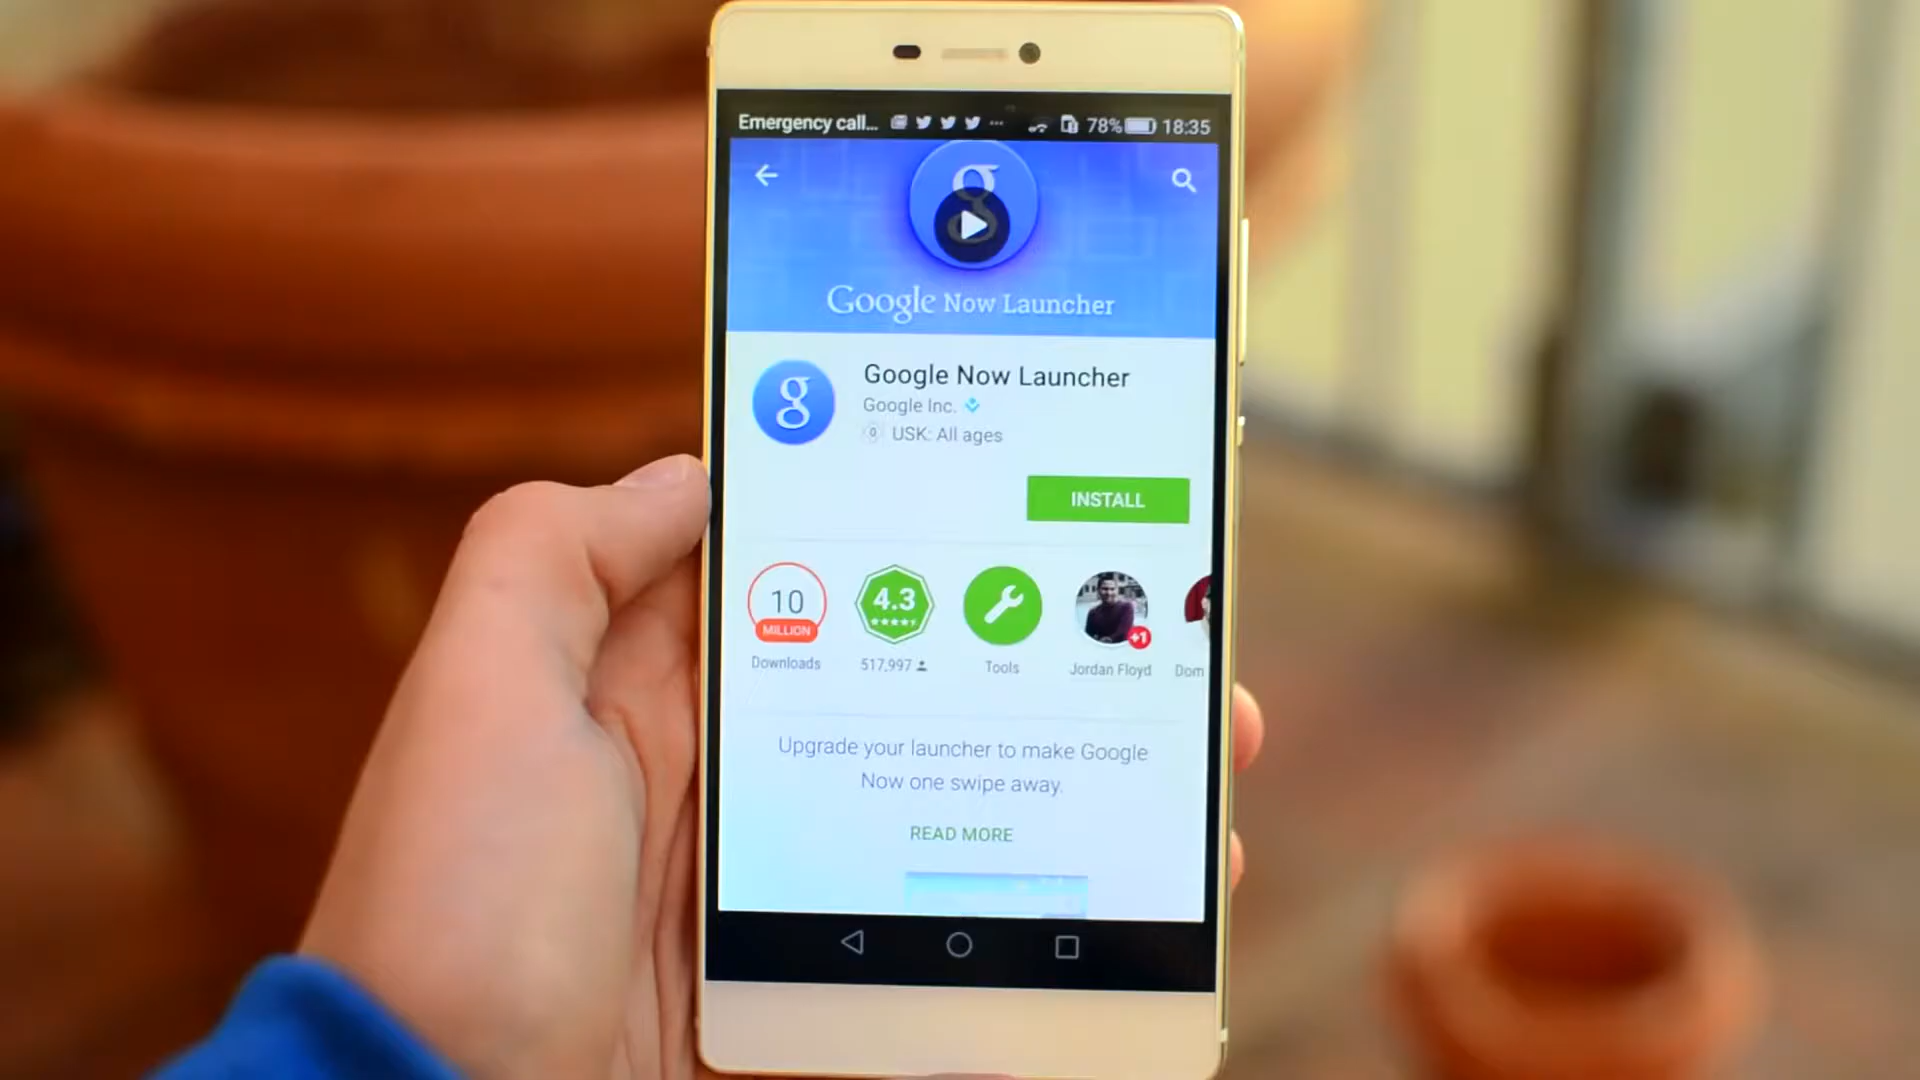 Emergency call... 78% 18:35
g
Google Now Launcher
g
Google Now Launcher
Google Inc.
0 USK: All ages
INSTALL
10
MILLION
Downloads
4.3
517,997
Tools
+1
Jordan Floyd
Dom
Upgrade your launcher to make Google
Now one swipe away.
READ MORE